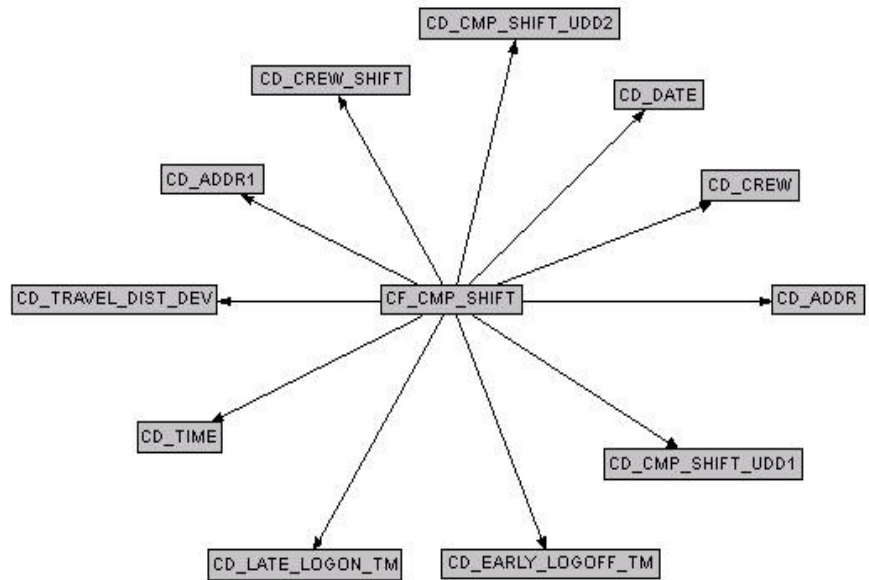 CD_CMP_SHIFT_UDD2
CD_CREW_SHIFT
CD_DATE
CD_ADDR1
CD_CREW
CD_TRAVEL_DIST_DEV
CF_CMP_SHIFT
CD_ADDR
CD_TIME
CD_CMP_SHIFT_UDD1
CD_LATE_LOGON_TM
CD_EARLY_LOGOFF_TM